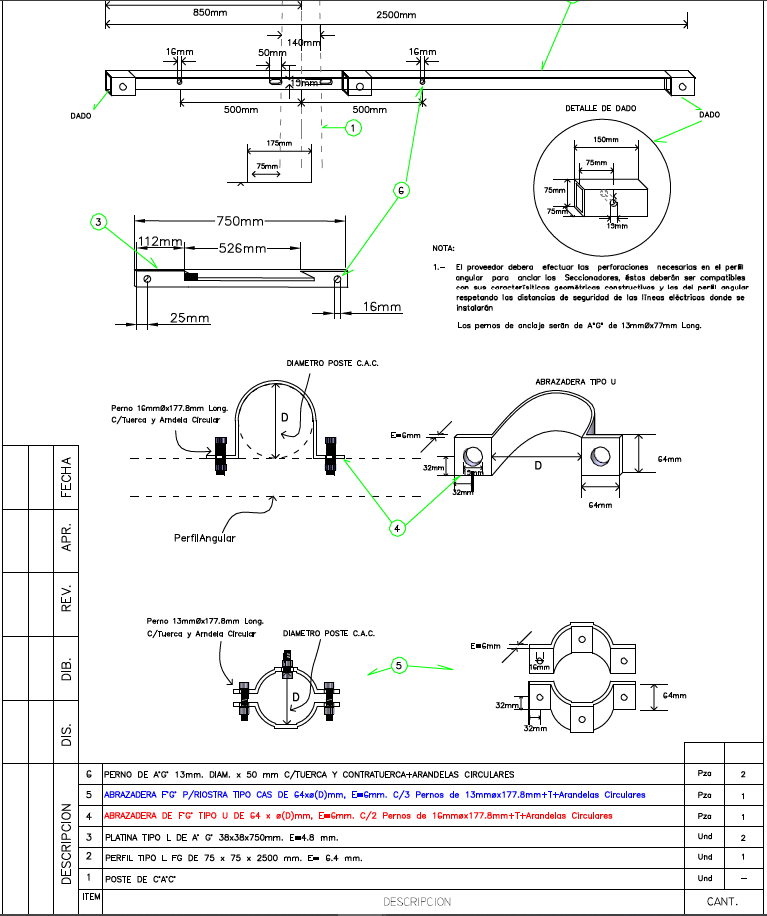 850mm
2500mm
140mm
16mm
50mm
16mm
15mm
500mm
500mm
DADO
DETALLE DE DADO
DADO
1
150mm
175mm
75mm
75mm
75mm
75mm
15mm
6
3
750mm
112mm
526mm
16mm
25mm
NOTA:
1.- El proveedor debera efectuar las perforaciones necesarias en el perfil
angular para anclar los Seccionadores, éstas deberán ser compatibles
con sus caracterísiticas geométricas constructivas y las del perfil angular
respetando las distancias de seguridad de las líneas eléctricas donde se
instalarán
Los pernos de anclaje serán de A°G° de 13mmØx77mm Long.
DIAMETRO POSTE C.A.C.
ABRAZADERA TIPO U
Perno 16mmØx177.8mm Long.
C/Tuerca y Arndela Circular
D
E=6mm
32mm
15mm
32mm
D
64mm
64mm
4
PerfilAngular
Perno 13mmØx177.8mm Long.
C/Tuerca y Arndela Circular
DIAMETRO POSTE C.A.C.
D
5
E=6mm
16mm
32mm
32mm
64mm
FECHA
APR.
REV.
DIB.
DIS.
DESCRIPCION
6 PERNO DE A°G° 13mm. DIAM. x 50 mm C/TUERCA Y CONTRATUERCA+ARANDELAS CIRCULARES Pza 2
5 ABRAZADERA F°G° P/RIOSTRA TIPO CAS DE 64xø(D)mm, E=6mm. C/3 Pernos de 13mmøx177.8mm+T+Arandelas Circulares Pza 1
4 ABRAZADERA DE F°G° TIPO U DE 64 x ø(D)mm, E=6mm. C/2 Pernos de 16mmøx177.8mm+T+Arandelas Circulares Pza 1
3 PLATINA TIPO L DE A° G° 38x38x750mm. E=4.8 mm. Und 2
2 PERFIL TIPO L FG DE 75 x 75 x 2500 mm. E= 6.4 mm. Und 1
1 POSTE DE C°A°C° Und -
ITEM DESCRIPCION CANT.